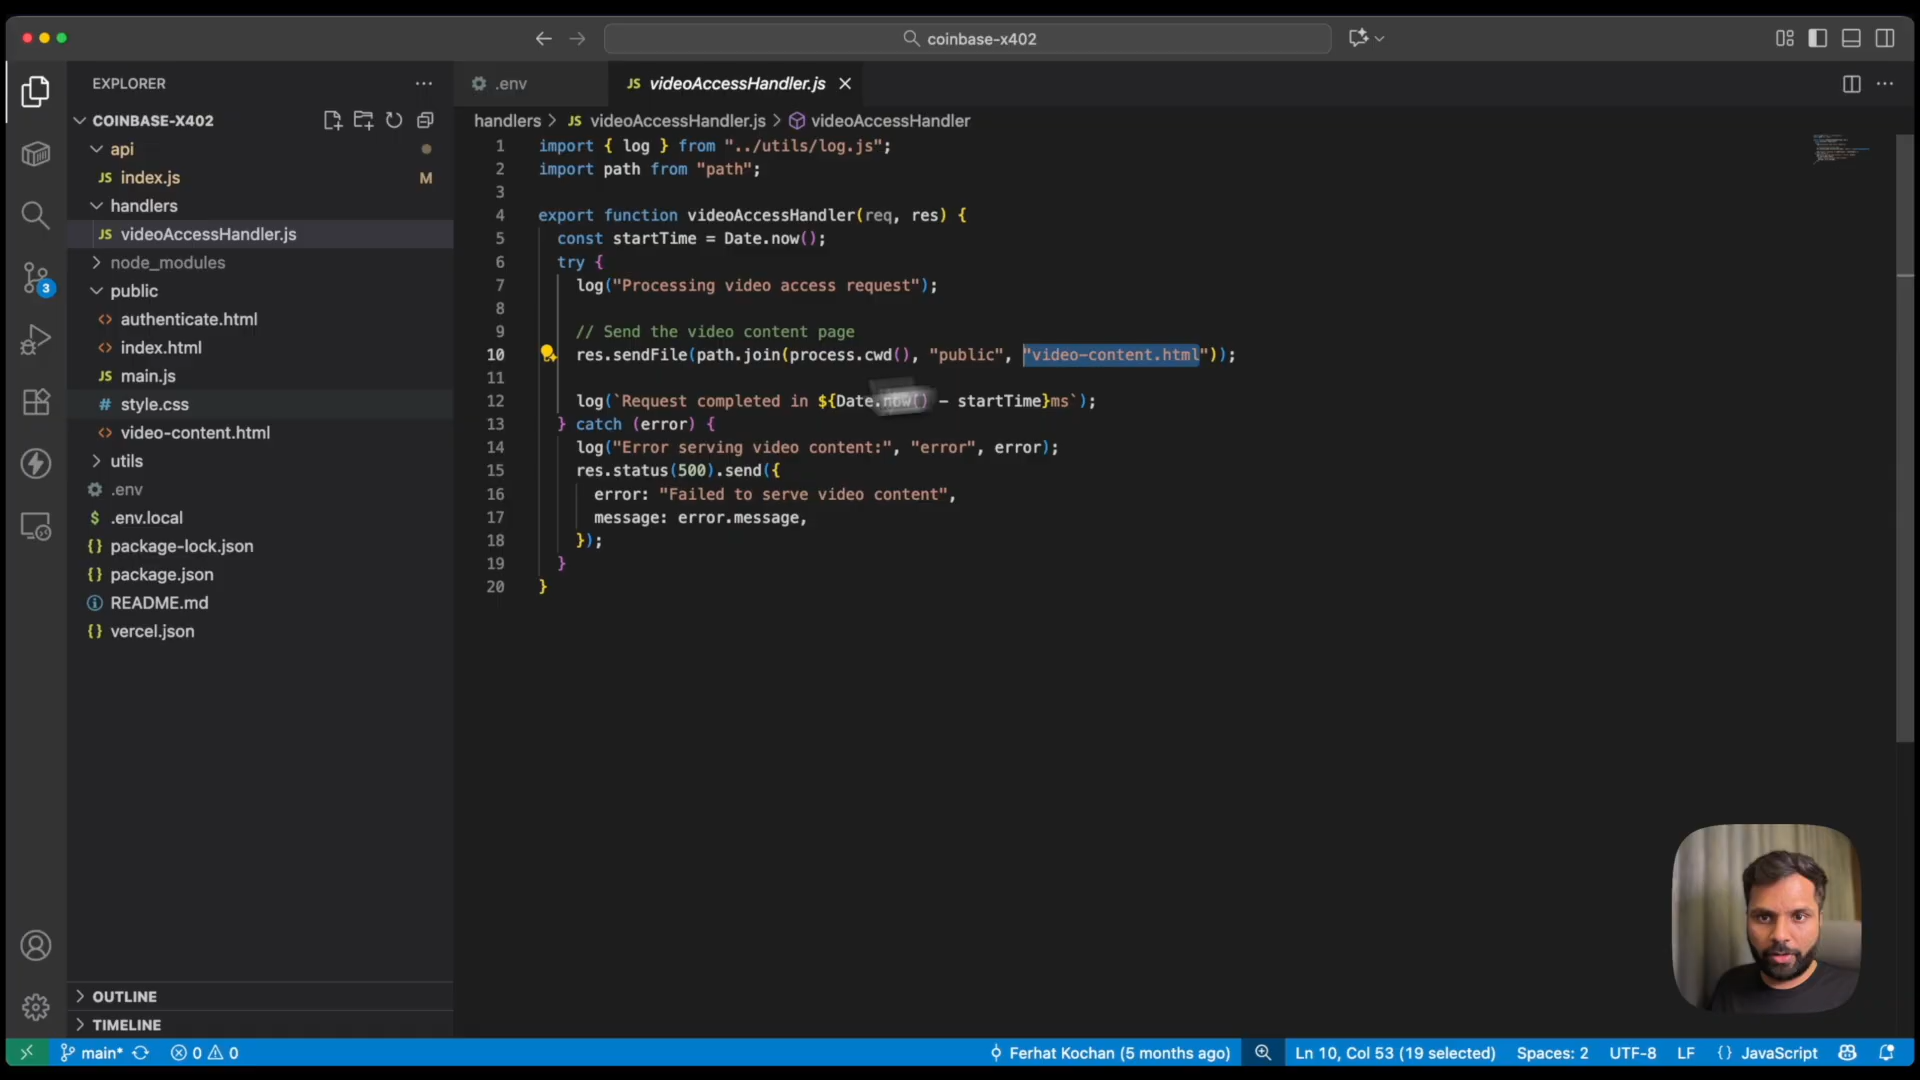 coinbase-x402
EXPLORER
.env
JS videoAccessHandler.js
COINBASE-X402
handlers > JS videoAccessHandler.js > videoAccessHandler
api
JS index.js M
handlers
JS videoAccessHandler.js
node_modules
public
<> authenticate.html
<> index.html
JS main.js
# style.css
<> video-content.html
utils
.env
$ .env.local
{} package-lock.json
{} package.json
README.md
{} vercel.json
OUTLINE
TIMELINE
3
1 import { log } from "../utils/log.js";
2 import path from "path";
3
4 export function videoAccessHandler(req, res) {
5 const startTime = Date.now();
6 try {
7 log("Processing video access request");
8
9 // Send the video content page
10 res.sendFile(path.join(process.cwd(), "public", "video-content.html"));
11
12 log(`Request completed in ${Date.now() - startTime}ms`);
13 } catch (error) {
14 log("Error serving video content:", "error", error);
15 res.status(500).send({
16 error: "Failed to serve video content",
17 message: error.message,
18 });
19 }
20 }
main* 0 0 Ferhat Kochan (5 months ago) Ln 10, Col 53 (19 selected) Spaces: 2 UTF-8 LF {} JavaScript